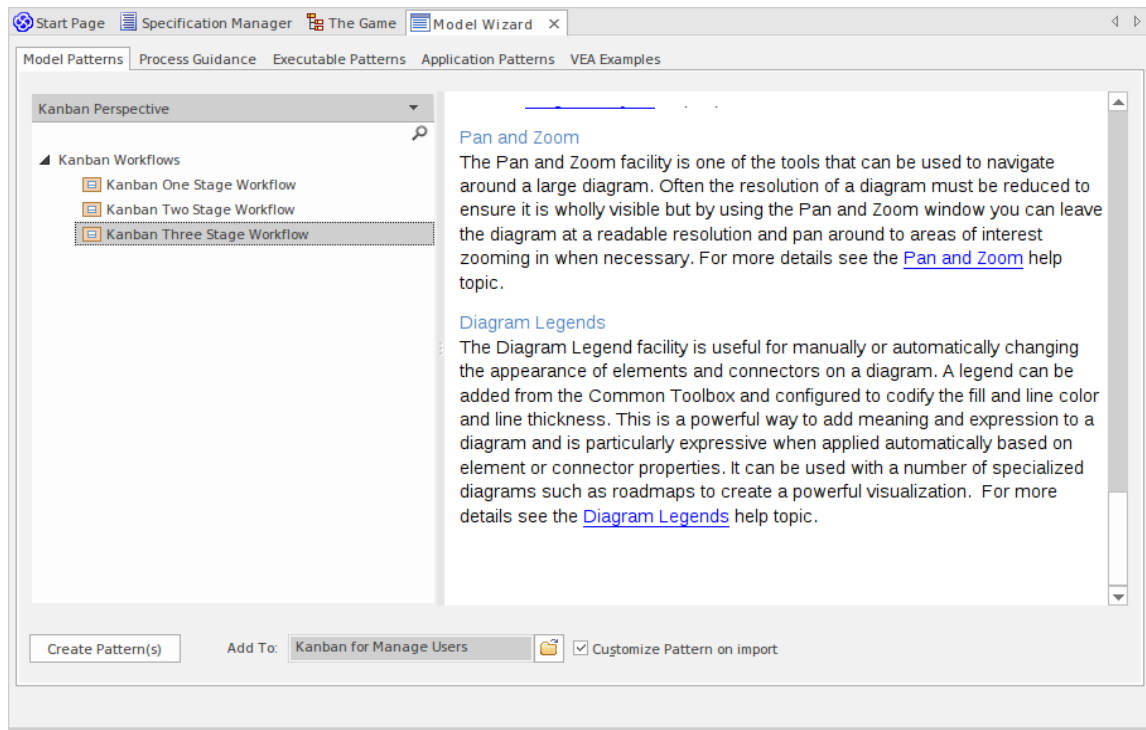 Start Page Specification Manager The Game Model Wizard
Model Patterns Process Guidance Executable Patterns Application Patterns VEA Examples
Kanban Perspective
Kanban Workflows
Kanban One Stage Workflow
Kanban Two Stage Workflow
Kanban Three Stage Workflow
Pan and Zoom
The Pan and Zoom facility is one of the tools that can be used to navigate
around a large diagram. Often the resolution of a diagram must be reduced to
ensure it is wholly visible but by using the Pan and Zoom window you can leave
the diagram at a readable resolution and pan around to areas of interest
zooming in when necessary. For more details see the Pan and Zoom help
topic.
Diagram Legends
The Diagram Legend facility is useful for manually or automatically changing
the appearance of elements and connectors on a diagram. A legend can be
added from the Common Toolbox and configured to codify the fill and line color
and line thickness. This is a powerful way to add meaning and expression to a
diagram and is particularly expressive when applied automatically based on
element or connector properties. It can be used with a number of specialized
diagrams such as roadmaps to create a powerful visualization.  For more
details see the Diagram Legends help topic.
Create Pattern(s) Add To: Kanban for Manage Users Customize Pattern on import